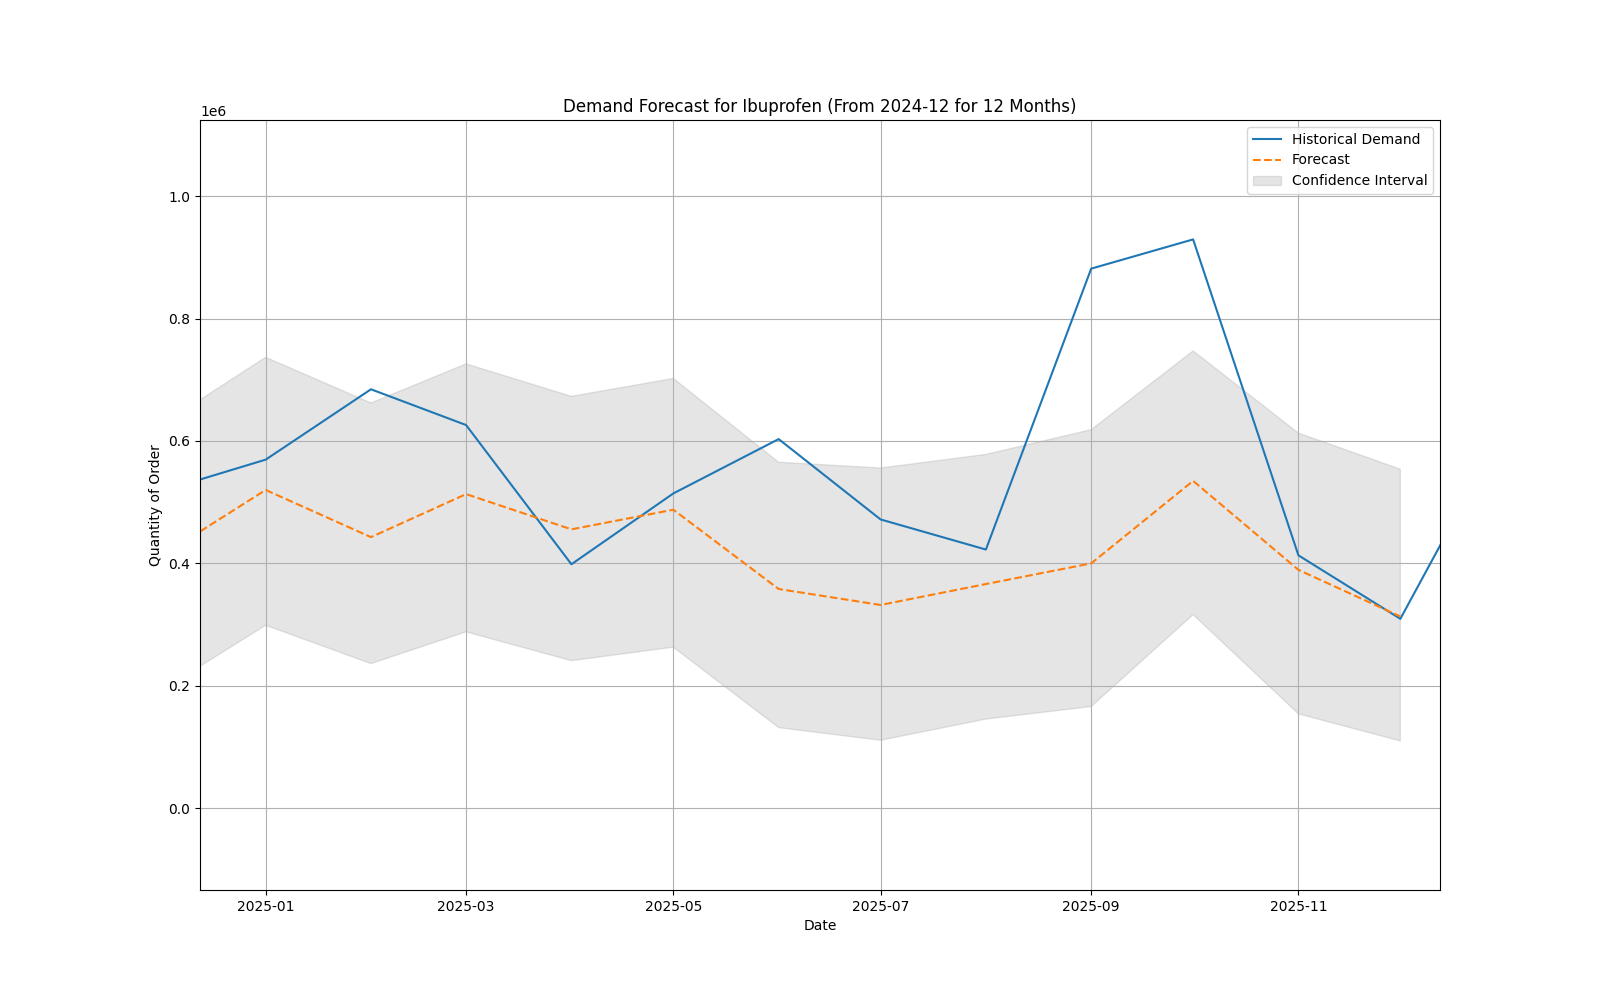 Demand Forecast for Ibuprofen (From 2024-12 for 12 Months)
1e6
Historical Demand
Forecast
Confidence Interval
1.0
0.8
0.6
0.4
0.2
0.0
Quantity of Order
2025-01 2025-03 2025-05 2025-07 2025-09 2025-11
Date